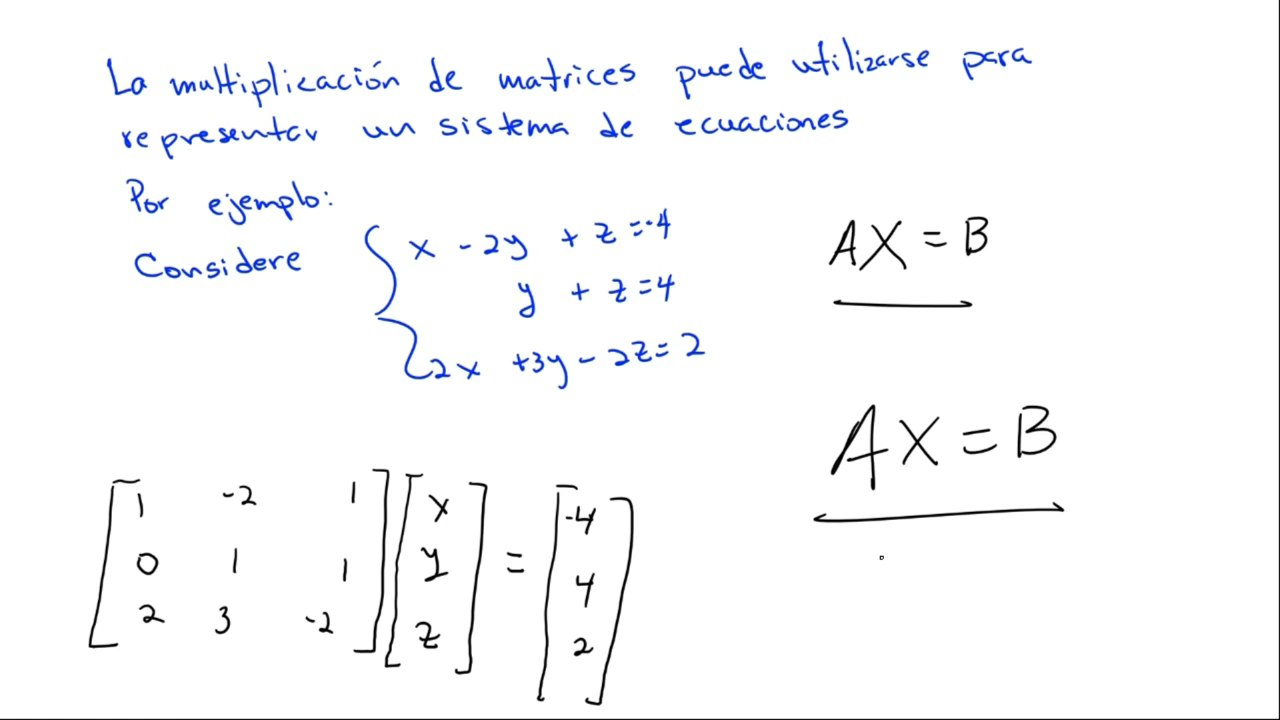 La multiplicación de matrices puede utilizarse para
representar un sistema de ecuaciones
Por ejemplo:
Considere
x - 2y + z = -4
y + z = 4
2x + 3y - 2z = 2
AX = B
AX = B
1 -2 1
0 1 1
2 3 -2
x
y
z
=
-4
4
2